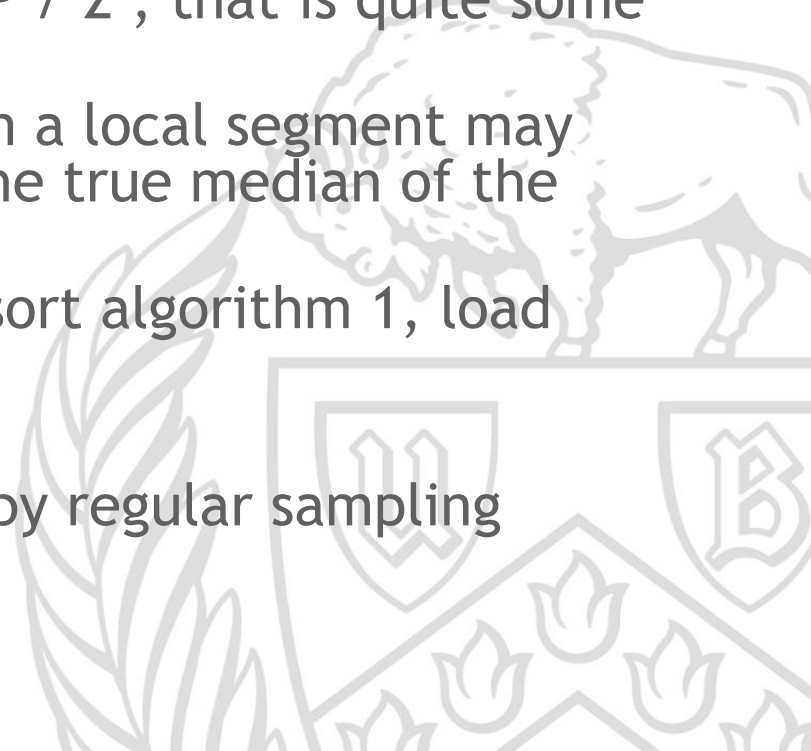 / 2 , that is quite some
a local segment may
true median of the
sort algorithm 1, load
by regular sampling
U B